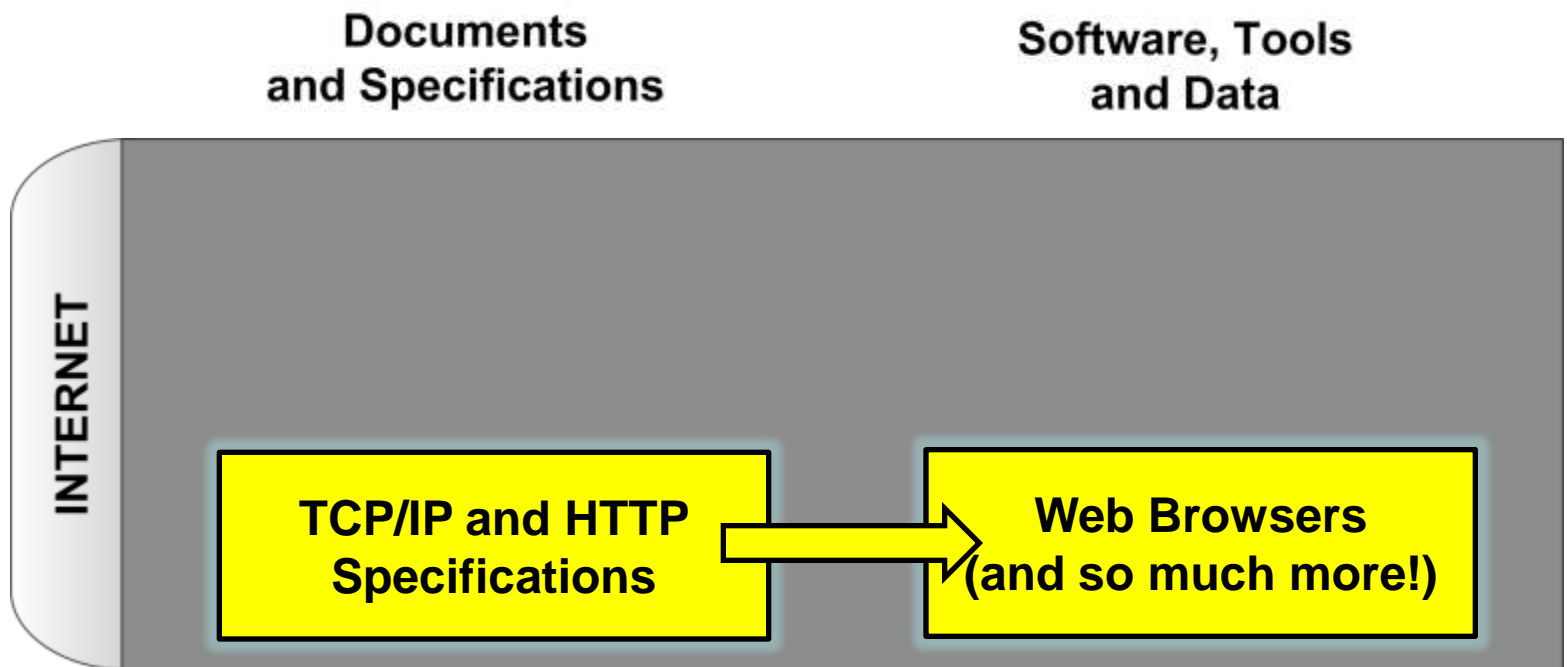 Documents
and Specifications
Software, Tools
and Data
INTERNET
TCP/IP and HTTP
Specifications
Web Browsers
(and so much more!)